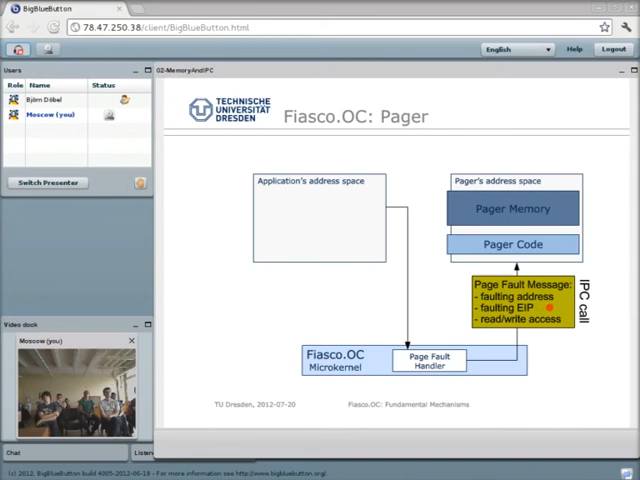 BigBlueButton
78.47.250.38/client/BigBlueButton.html
English
Help
Logout
Users
Role Name Status
Björn Döbel
Moscow (you)
Switch Presenter
Video dock
Moscow (you)
Chat
Listen
02-MemoryAndIPC
TECHNISCHE
UNIVERSITÄT
DRESDEN
Fiasco.OC: Pager
Application's address space
Pager's address space
Pager Memory
Pager Code
Page Fault Message:
- faulting address
- faulting EIP
- read/write access
IPC call
Fiasco.OC
Microkernel
Page Fault
Handler
TU Dresden, 2012-07-20
Fiasco.OC: Fundamental Mechanisms
(c) 2012, BigBlueButton build 4005-2012-06-18 - For more information see http://www.bigbluebutton.org/.